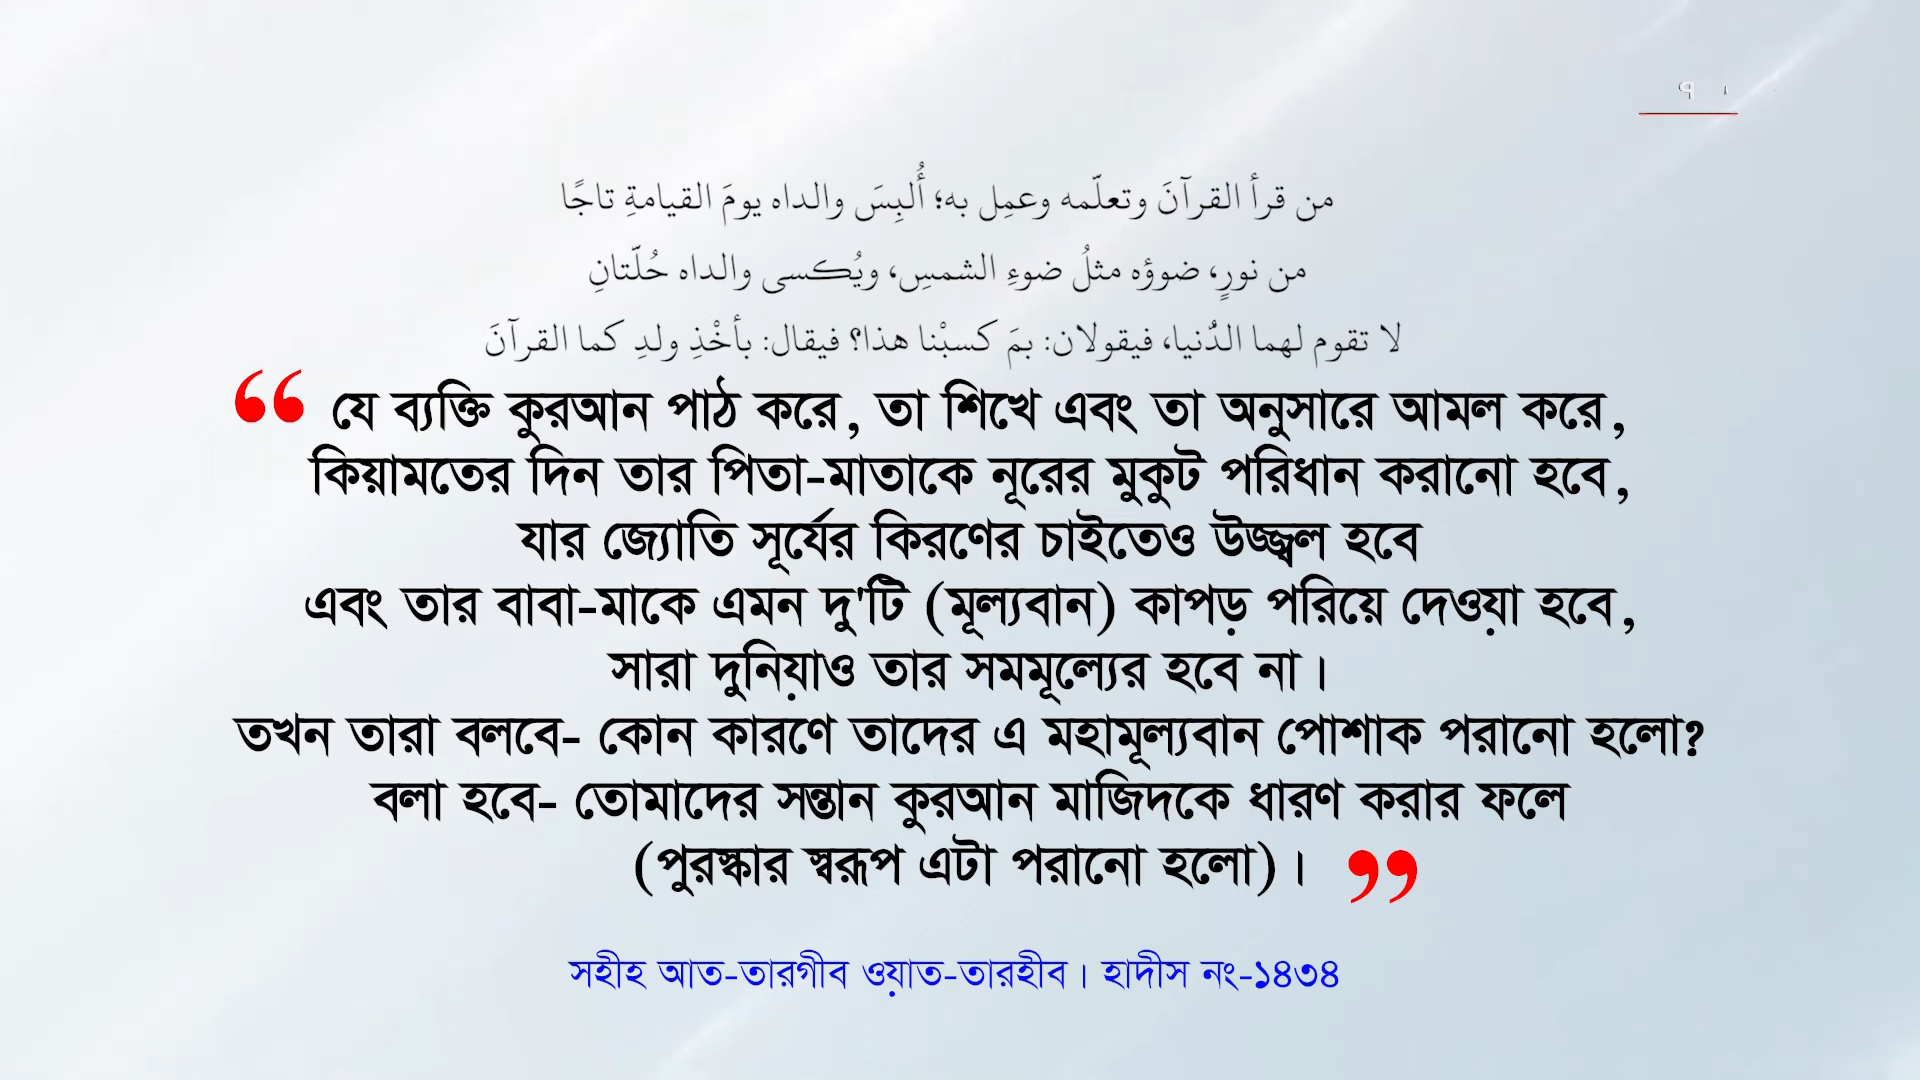 من قرأ القرآنَ وتعلّمه وعمِل به؛ أُلبِسَ والداه يومَ القيامةِ تاجًا
من نورٍ، ضوؤه مثلُ ضوءِ الشمسِ، ويُكسى والداه حُلّتانِ
لا تقوم لهما الدُّنيا، فيقولان: بمَ كسبْنا هذا؟ فيقال: بأخْذِ ولدِ كما القرآنَ
“ যে ব্যক্তি কুরআন পাঠ করে, তা শিখে এবং তা অনুসারে আমল করে,
কিয়ামতের দিন তার পিতা-মাতাকে নূরের মুকুট পরিধান করানো হবে,
যার জ্যোতি সূর্যের কিরণের চাইতেও উজ্জ্বল হবে
এবং তার বাবা-মাকে এমন দু'টি (মূল্যবান) কাপড় পরিয়ে দেওয়া হবে,
সারা দুনিয়াও তার সমমূল্যের হবে না।
তখন তারা বলবে- কোন কারণে তাদের এ মহামূল্যবান পোশাক পরানো হলো?
বলা হবে- তোমাদের সন্তান কুরআন মাজিদকে ধারণ করার ফলে
(পুরস্কার স্বরূপ এটা পরানো হলো)। ”
সহীহ আত-তারগীব ওয়াত-তারহীব। হাদীস নং-১৪৩৪